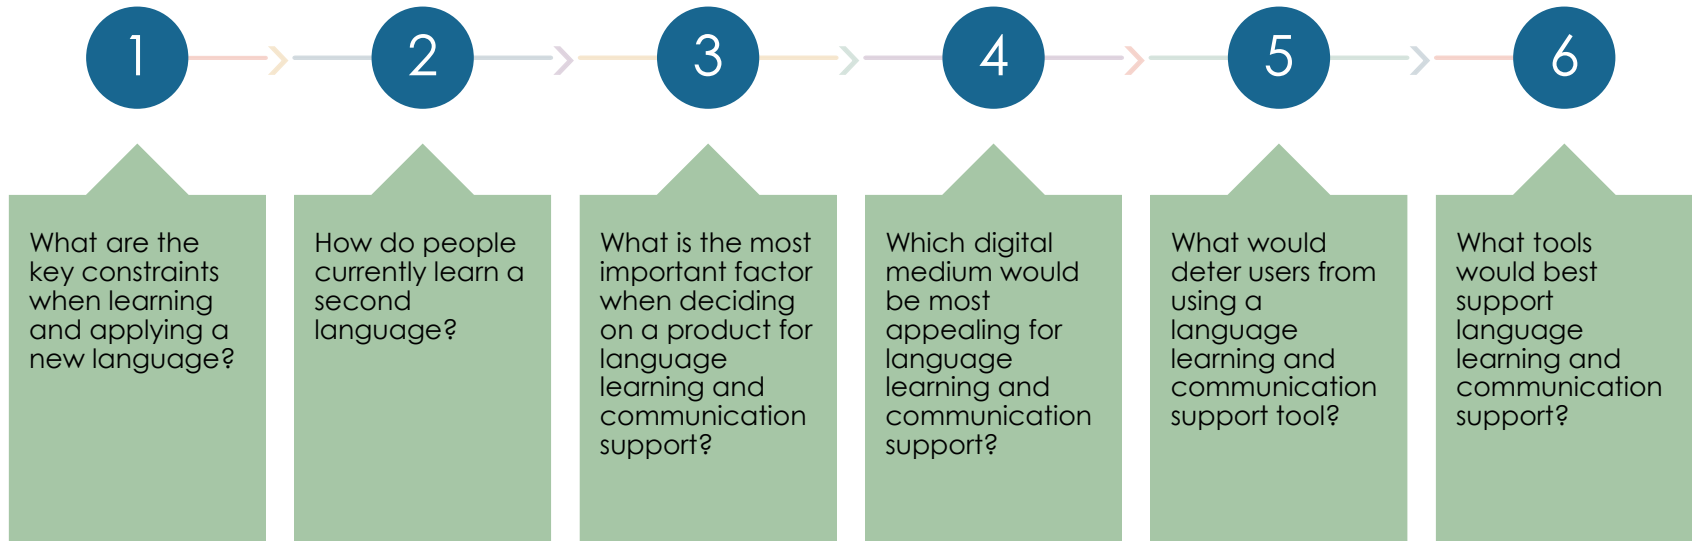 1
2
3
4
5
6
What are the
key constraints
when learning
and applying a
new language?
How do people
currently learn a
second
language?
What is the most
important factor
when deciding
on a product for
language
learning and
communication
support?
Which digital
medium would
be most
appealing for
language
learning and
communication
support?
What would
deter users from
using a
language
learning and
communication
support tool?
What tools
would best
support
language
learning and
communication
support?